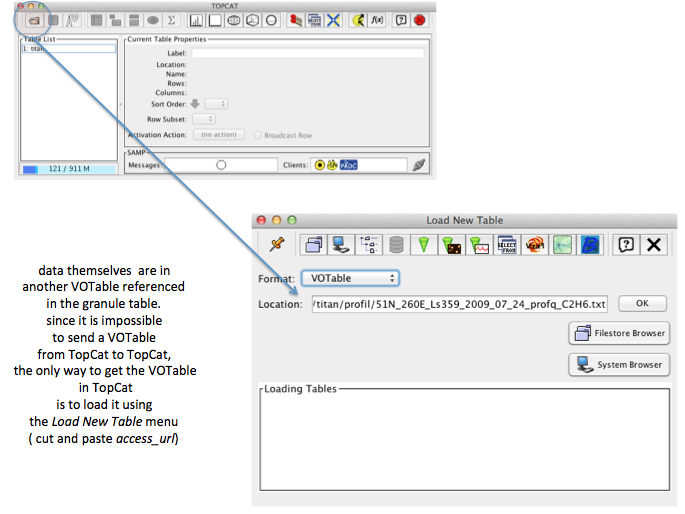 TOPCAT
Σ
f(x)
Table List
1: titan
Current Table Properties
Label:
Location:
Name:
Rows:
Columns:
Sort Order:
Row Subset:
Activation Action: (no action) Broadcast Row
SAMP
Messages: Clients:
121 / 911 M
Load New Table
SELECT
FROM
Format: VOTable
Location: /titan/profil/51N_260E_Ls359_2009_07_24_profq_C2H6.txt OK
Filestore Browser
System Browser
Loading Tables
data themselves are in
another VOTable referenced
in the granule table.
since it is impossible
to send a VOTable
from TopCat to TopCat,
the only way to get the VOTable
in TopCat
is to load it using
the Load New Table menu
( cut and paste access_url)